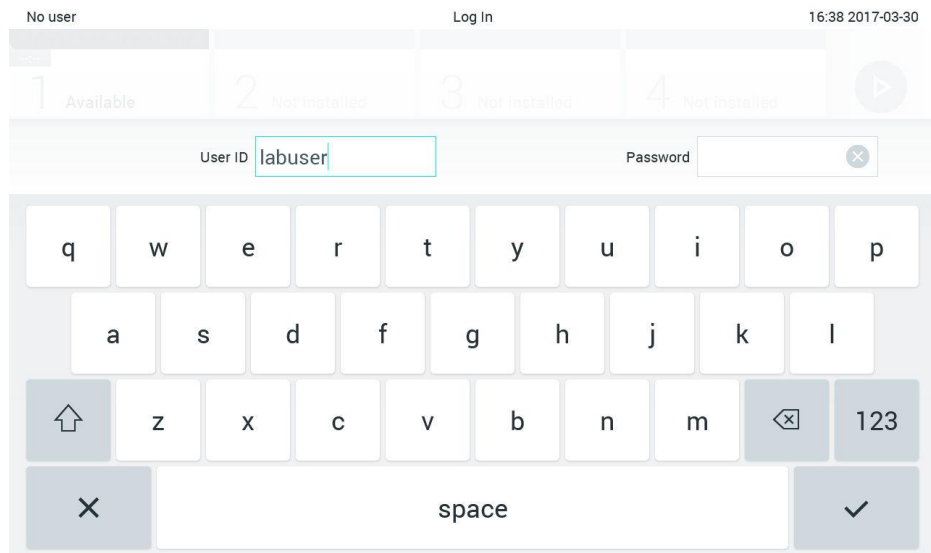 No user Log In 16:38 2017-03-30
1 Available 2 Not installed 3 Not installed 4 Not installed
User ID labuser Password
q w e r t y u i o p
a s d f g h j k l
z x c v b n m 123
space